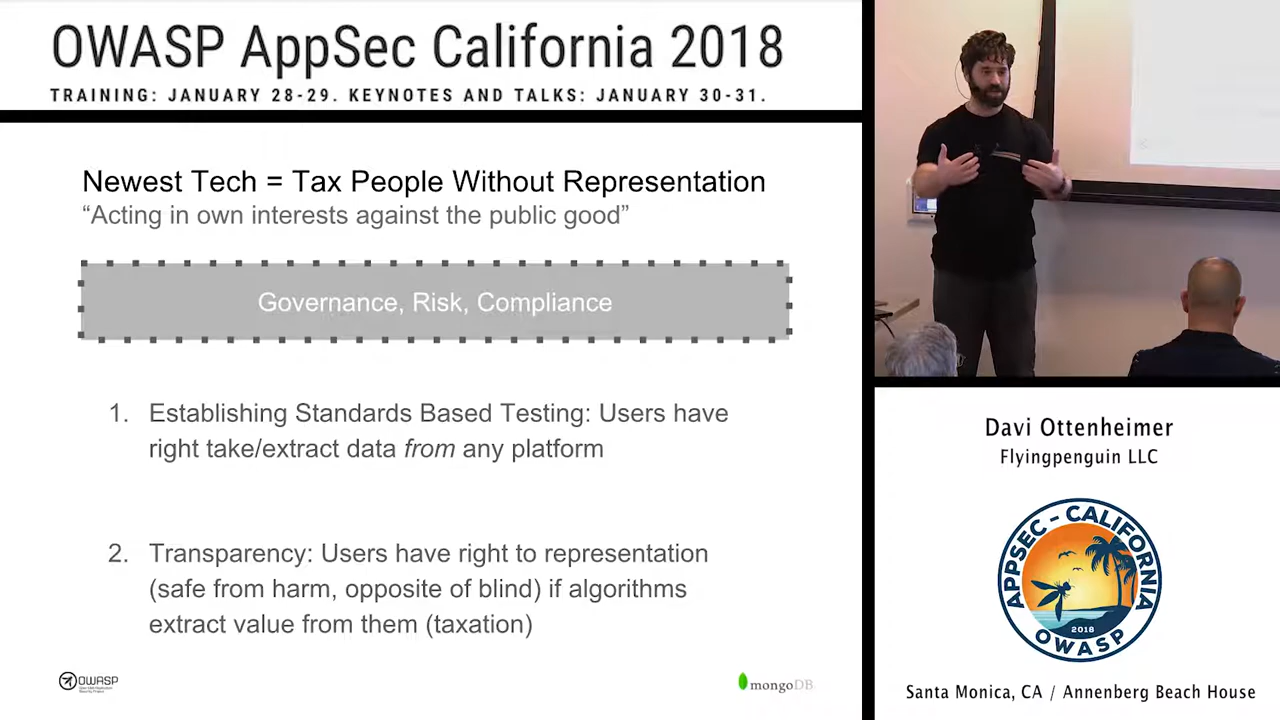 OWASP AppSec California 2018
TRAINING: JANUARY 28-29. KEYNOTES AND TALKS: JANUARY 30-31.
Newest Tech = Tax People Without Representation
“Acting in own interests against the public good”
Governance, Risk, Compliance
1. Establishing Standards Based Testing: Users have
right take/extract data from any platform
2. Transparency: Users have right to representation
(safe from harm, opposite of blind) if algorithms
extract value from them (taxation)
OWASP
mongoDB
Davi Ottenheimer
Flyingpenguin LLC
APPSEC - CALIFORNIA
2018
OWASP
Santa Monica, CA / Annenberg Beach House